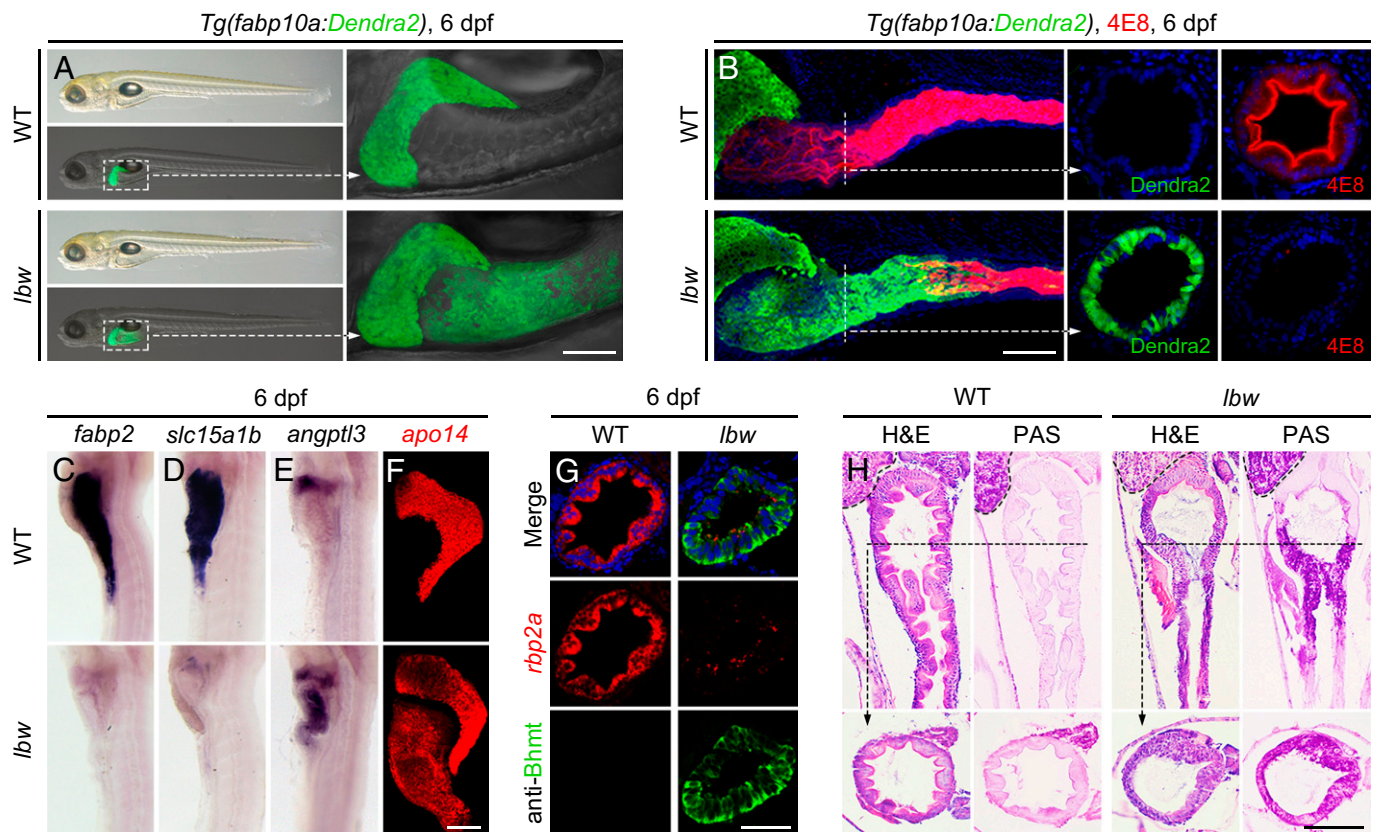 Tg(fabp10a:Dendra2), 6 dpf
Tg(fabp10a:Dendra2), 4E8, 6 dpf
WT
A
WT
B
Dendra2
4E8
lbw
lbw
Dendra2
4E8
6 dpf
6 dpf
WT
lbw
fabp2
slc15a1b
angptl3
apo14
WT
lbw
H&E
PAS
H&E
PAS
WT
C
D
E
F
Merge
G
H
rbp2a
lbw
anti-Bhmt